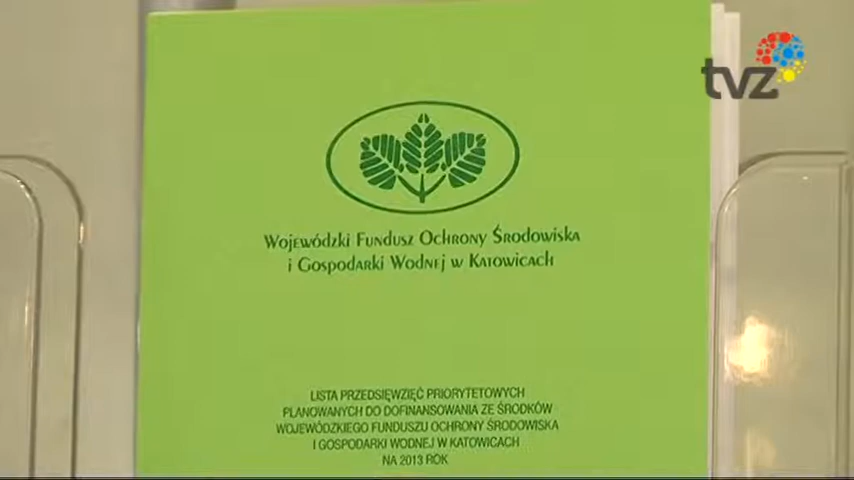 tvz
Wojewódzki Fundusz Ochrony Środowiska
i Gospodarki Wodnej w Katowicach
LISTA PRZEDSIĘWZIĘĆ PRIORYTETOWYCH
PLANOWANYCH DO DOFINANSOWANIA ZE ŚRODKÓW
WOJEWÓDZKIEGO FUNDUSZU OCHRONY ŚRODOWISKA
I GOSPODARKI WODNEJ W KATOWICACH
NA 2013 ROK